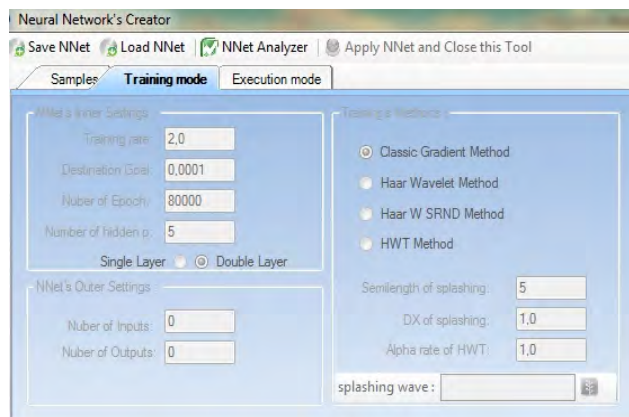 Neural Network's Creator
Save NNet Load NNet NNet Analyzer Apply NNet and Close this Tool
Samples Training mode Execution mode
NNet's Inner Settings
Training rate: 2,0
Destination Goal: 0,0001
Nuber of Epoch: 80000
Number of hidden p. 5
Single Layer Double Layer
NNet's Outer Settings
Nuber of Inputs: 0
Nuber of Outputs: 0
Training's Methods
Classic Gradient Method
Haar Wavelet Method
Haar W SRND Method
HWT Method
Semilength of splashing: 5
DX of splashing: 1,0
Alpha rate of HWT: 1,0
splashing wave :